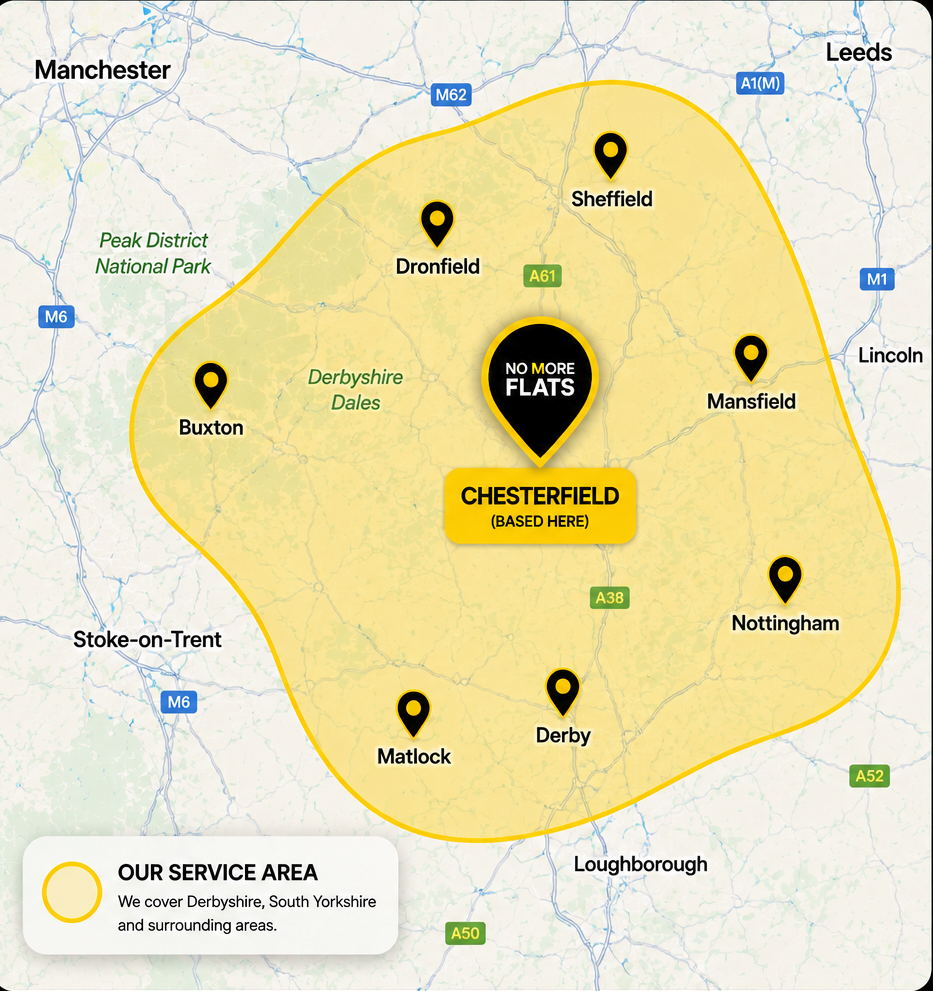 Manchester
Leeds
A1(M)
M62
Sheffield
Peak District
National Park
Dronfield
A61
M1
M6
Lincoln
NO MORE
FLATS
Mansfield
Derbyshire
Dales
Buxton
CHESTERFIELD
(BASED HERE)
A38
Nottingham
Stoke-on-Trent
M6
Derby
Matlock
A52
Loughborough
OUR SERVICE AREA
We cover Derbyshire, South Yorkshire
and surrounding areas.
A50